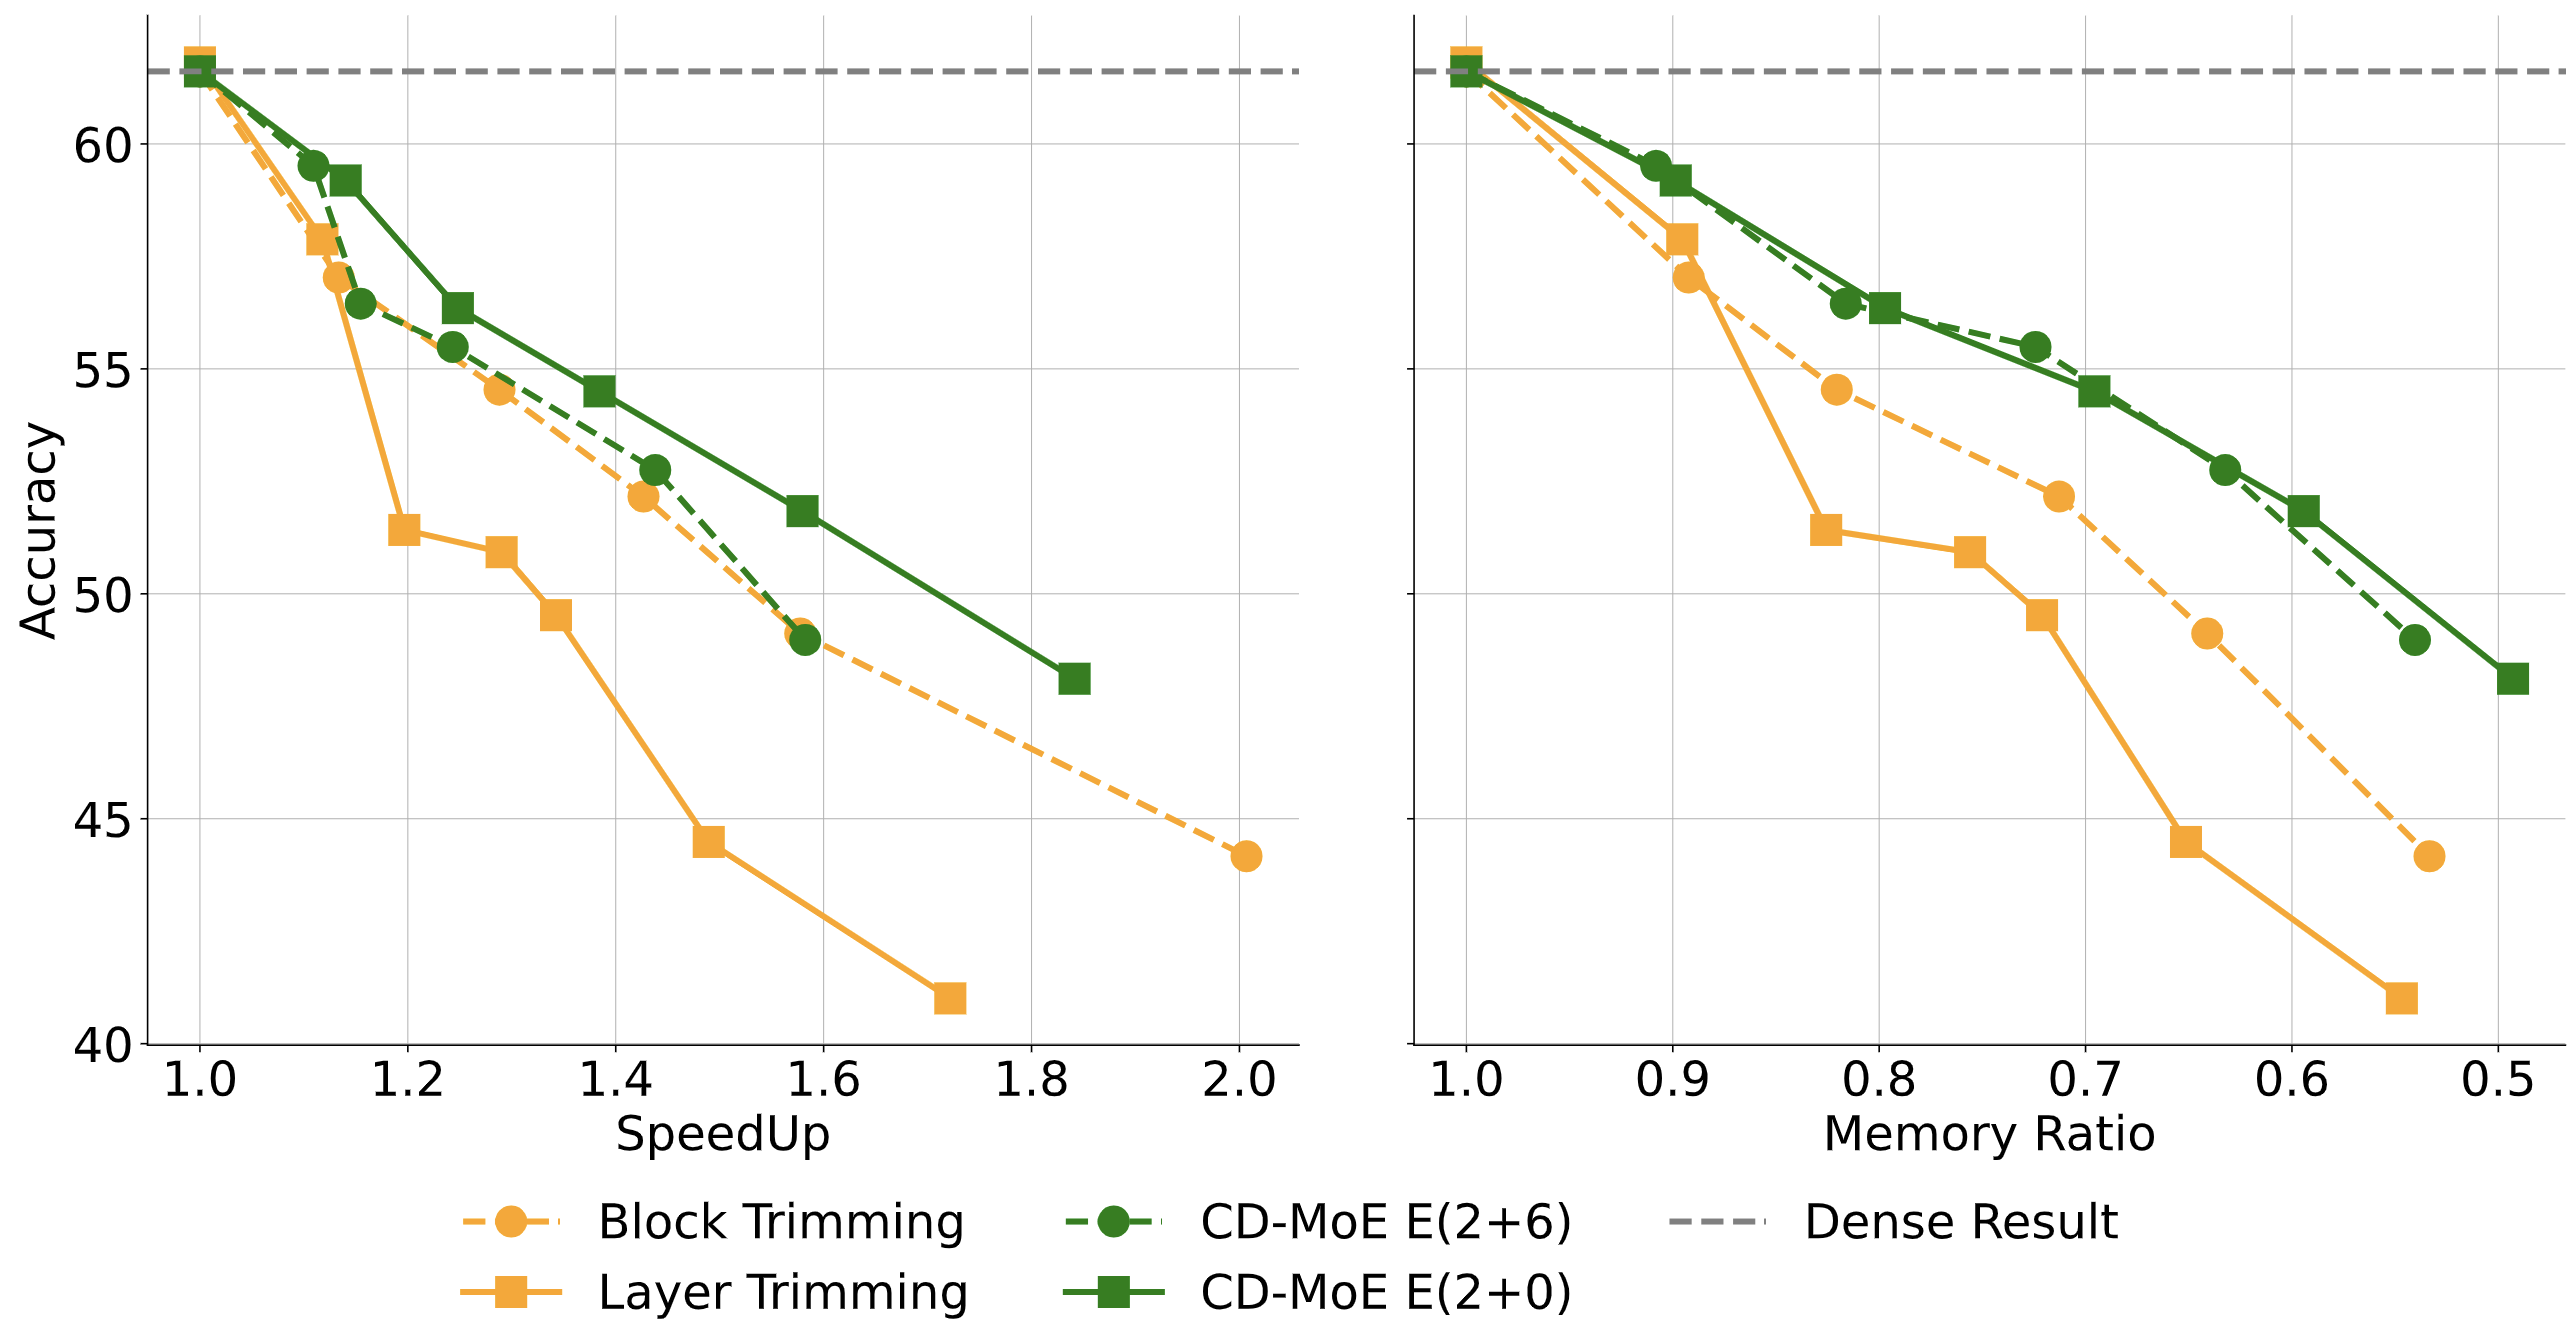 Accuracy
60
55
50
45
40
1.0 1.2 1.4 1.6 1.8 2.0
SpeedUp
1.0 0.9 0.8 0.7 0.6 0.5
Memory Ratio
Block Trimming CD-MoE E(2+6) Dense Result
Layer Trimming CD-MoE E(2+0)